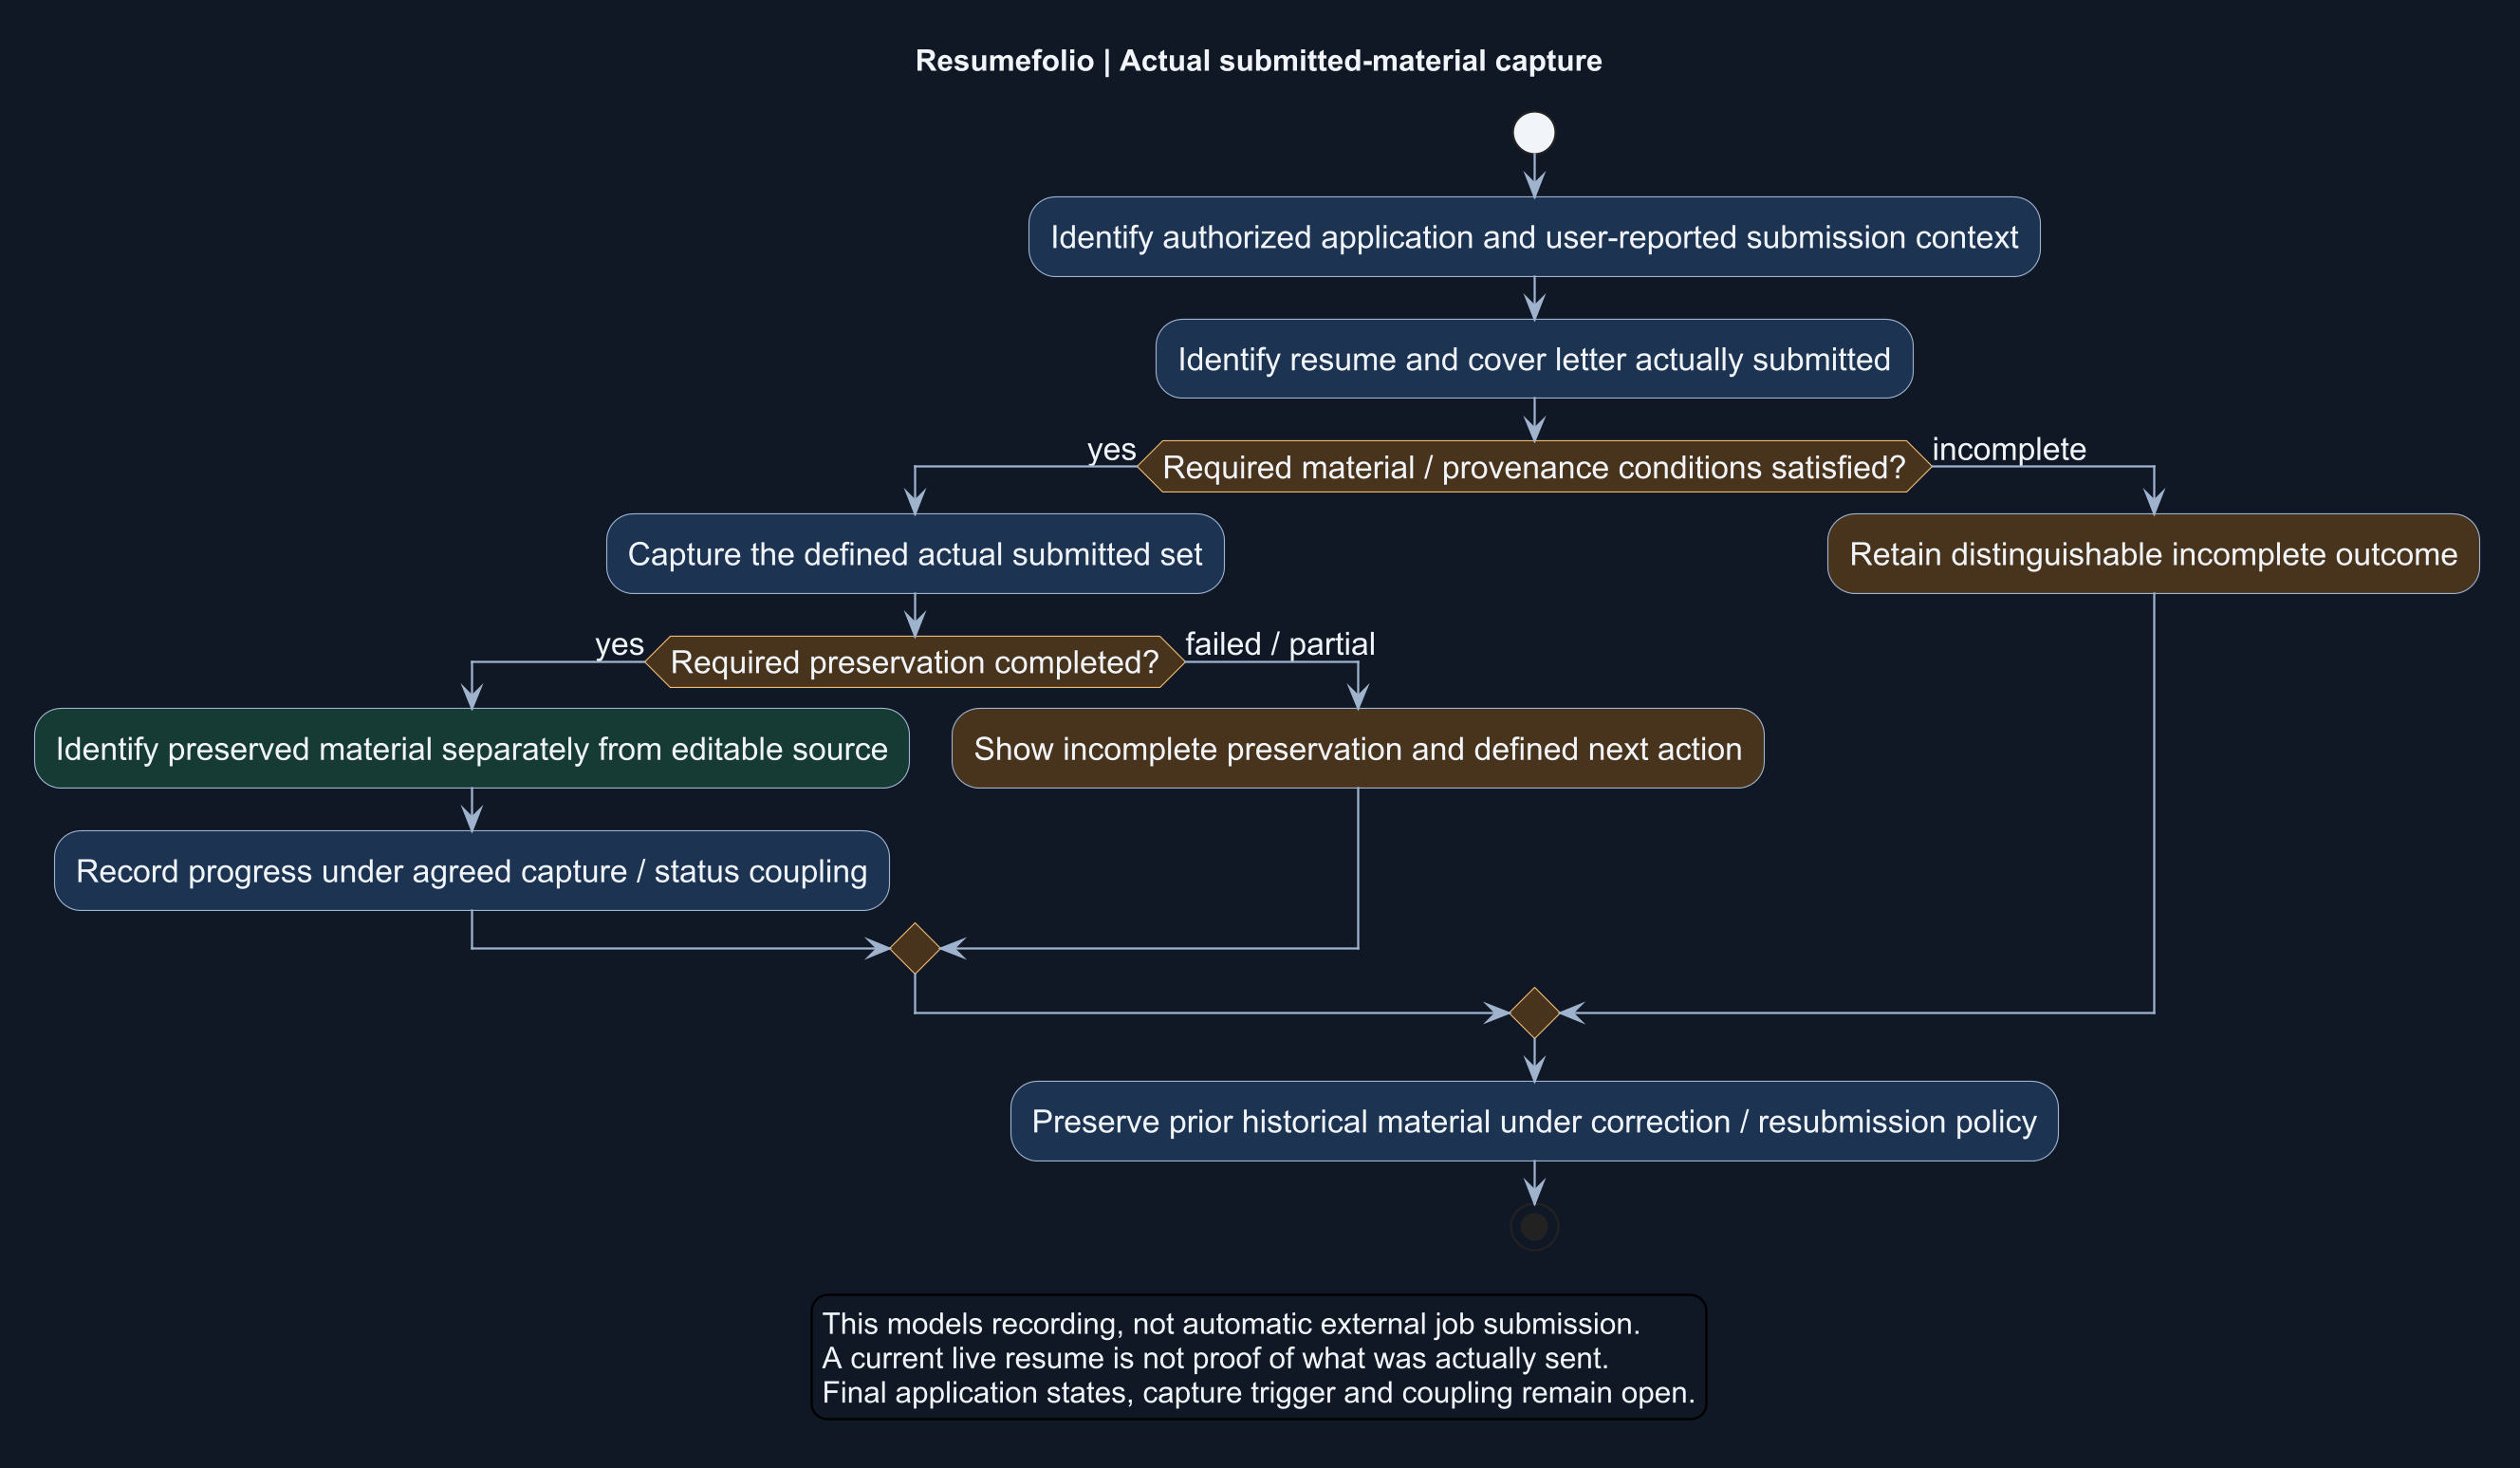 Resumefolio | Actual submitted-material capture
Identify authorized application and user-reported submission context
Identify resume and cover letter actually submitted
yes
Required material / provenance conditions satisfied?
incomplete
Capture the defined actual submitted set
Retain distinguishable incomplete outcome
yes
Required preservation completed?
failed / partial
Identify preserved material separately from editable source
Show incomplete preservation and defined next action
Record progress under agreed capture / status coupling
Preserve prior historical material under correction / resubmission policy
This models recording, not automatic external job submission.
A current live resume is not proof of what was actually sent.
Final application states, capture trigger and coupling remain open.